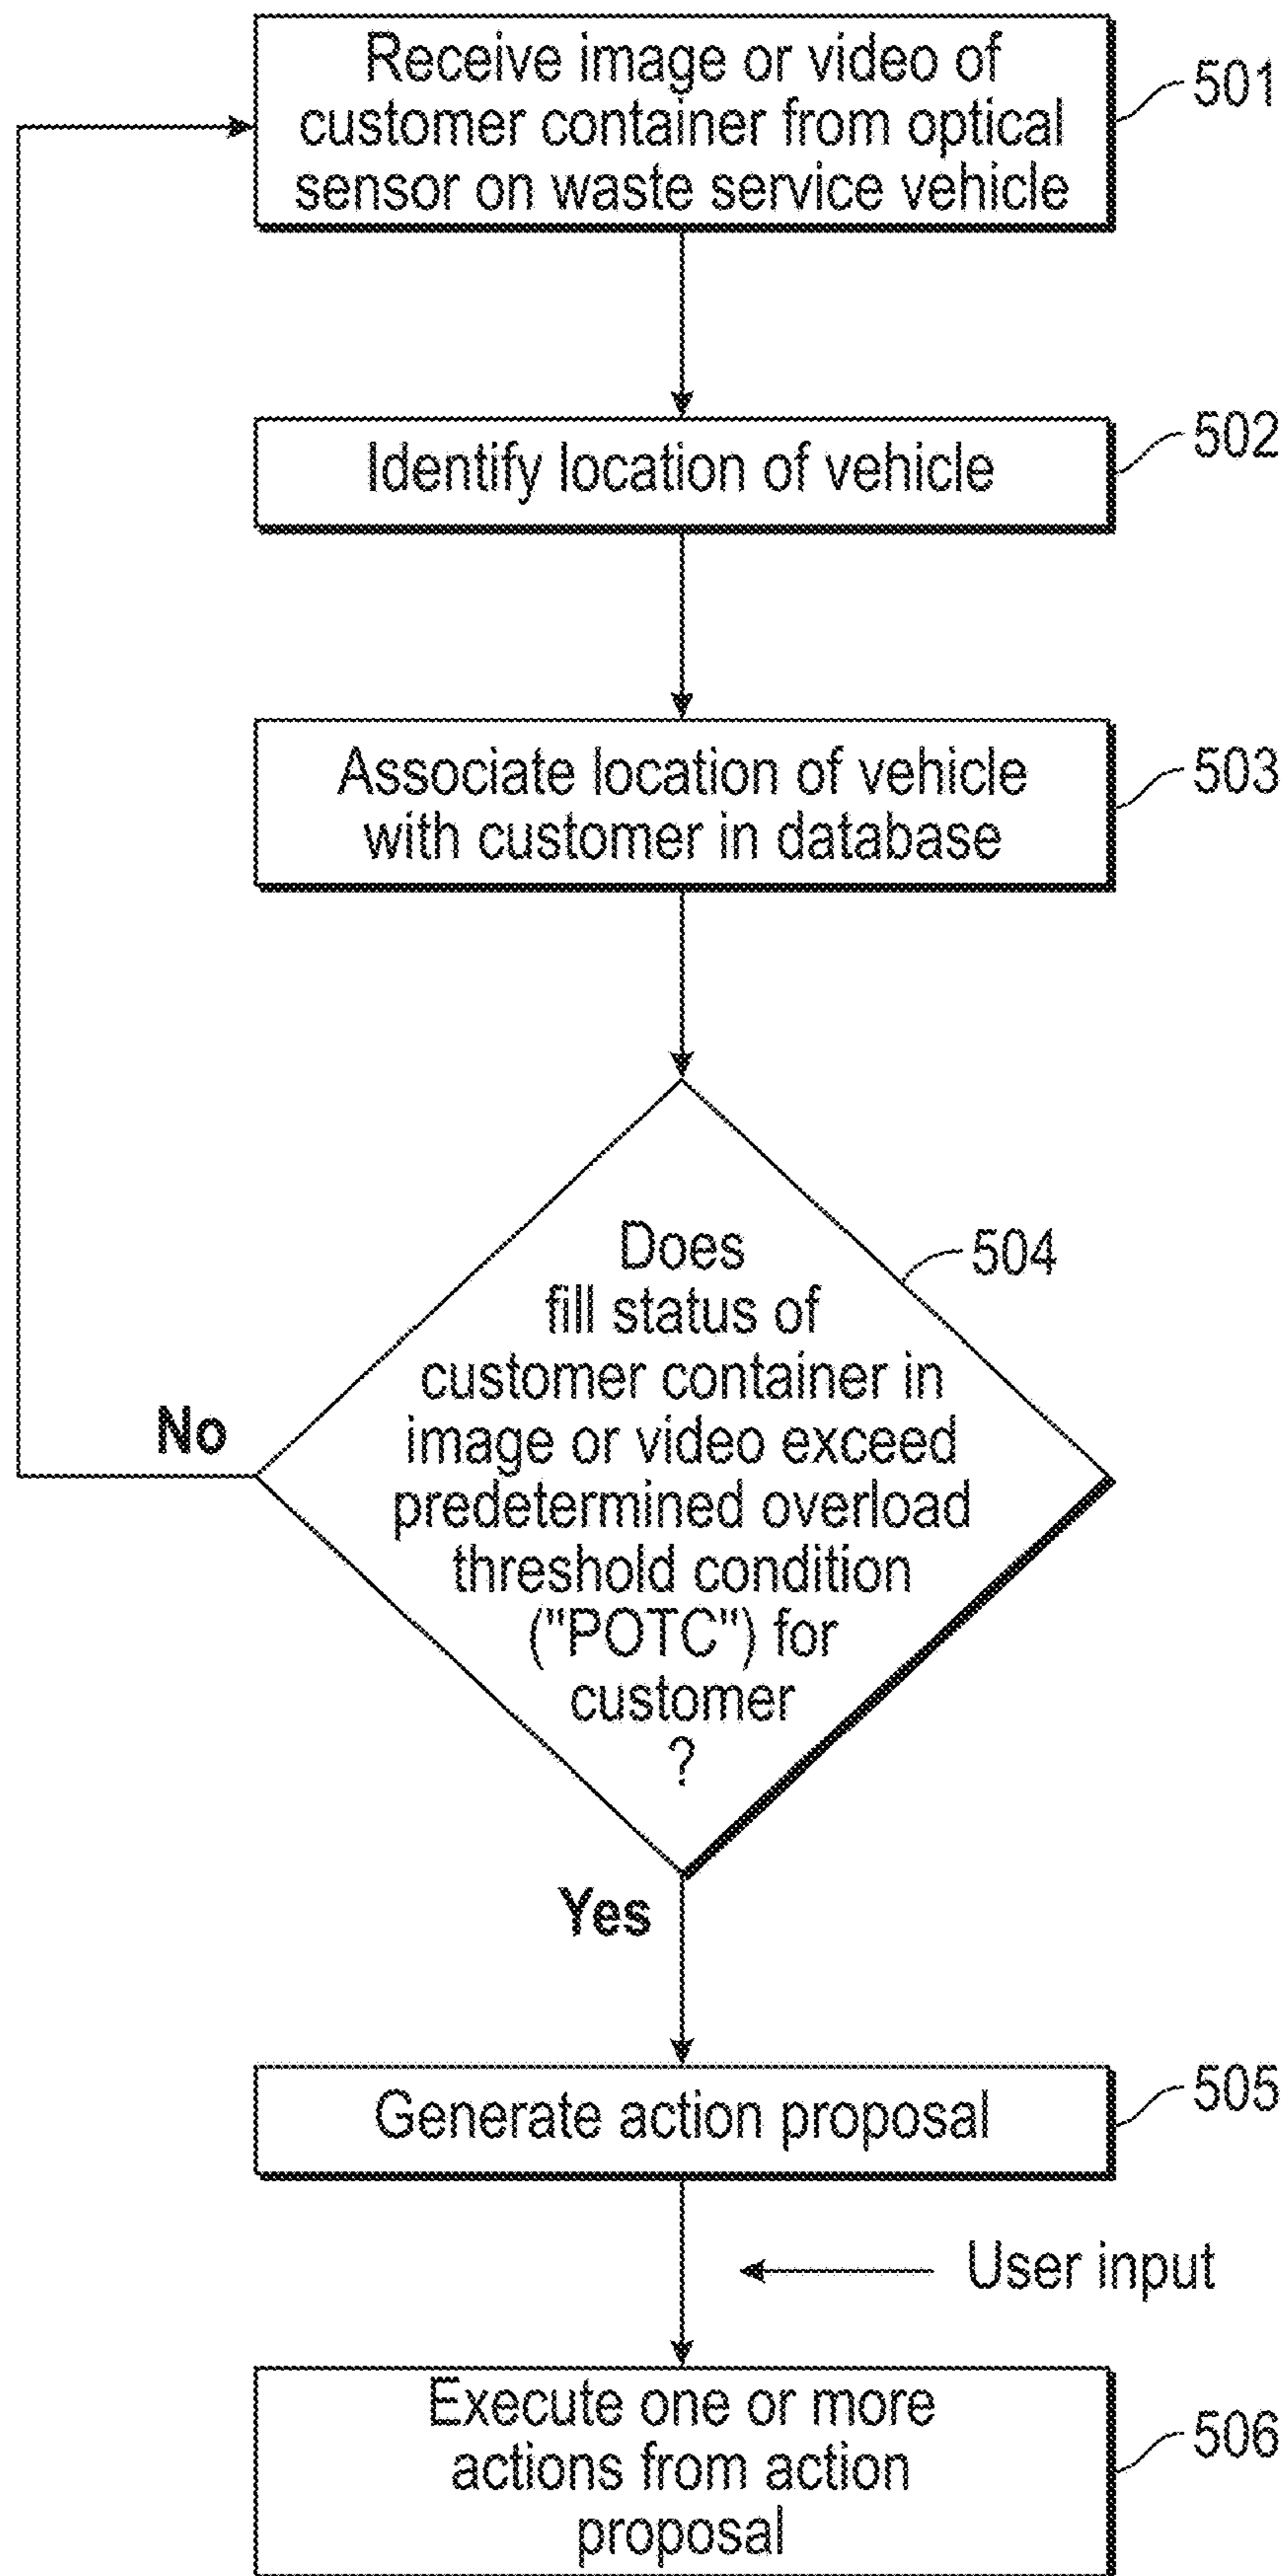 Receive image or video of
customer container from optical
sensor on waste service vehicle
501
Identify location of vehicle
502
Associate location of vehicle
with customer in database
503
Does
fill status of
customer container in
image or video exceed
predetermined overload
threshold condition
("POTC") for
customer
?
504
No
Yes
Generate action proposal
505
User input
Execute one or more
actions from action
proposal
506